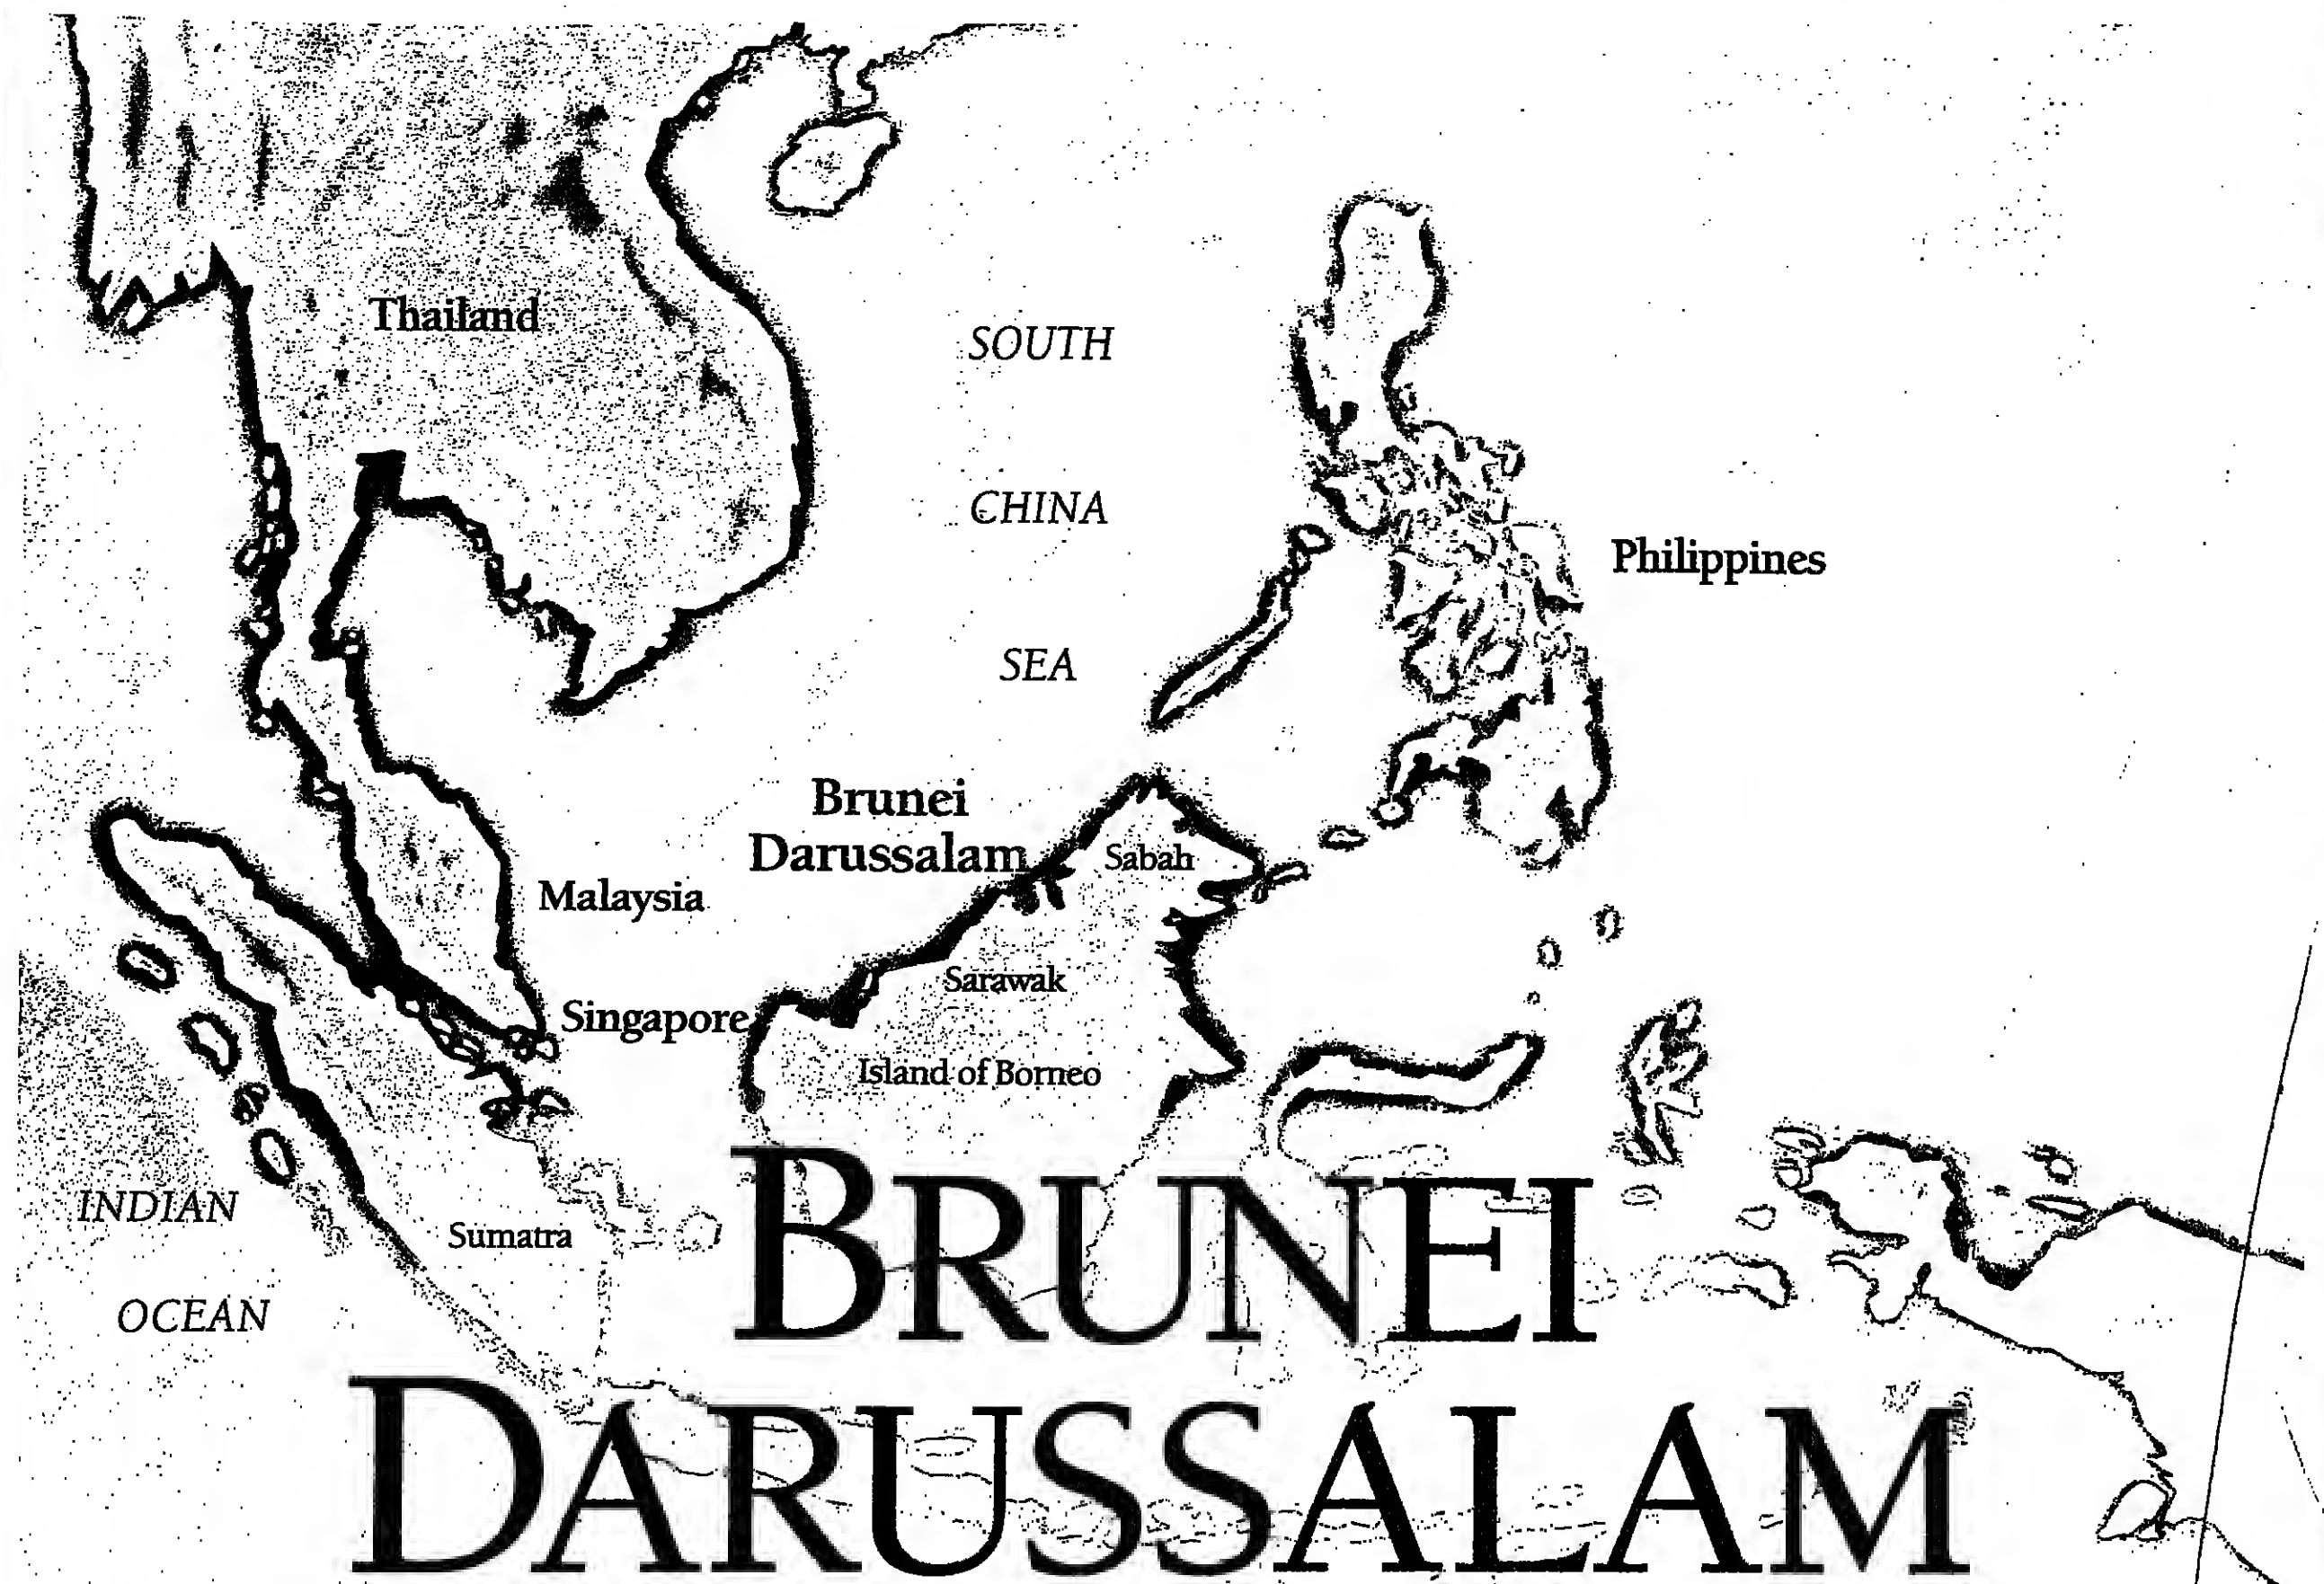 Thailand
SOUTH
CHINA
SEA
Philippines
Brunei
Darussalam
Sabah
Malaysia
Sarawak
Singapore
Island of Borneo
INDIAN
OCEAN
Sumatra
BRUNEI
DARUSSALAM